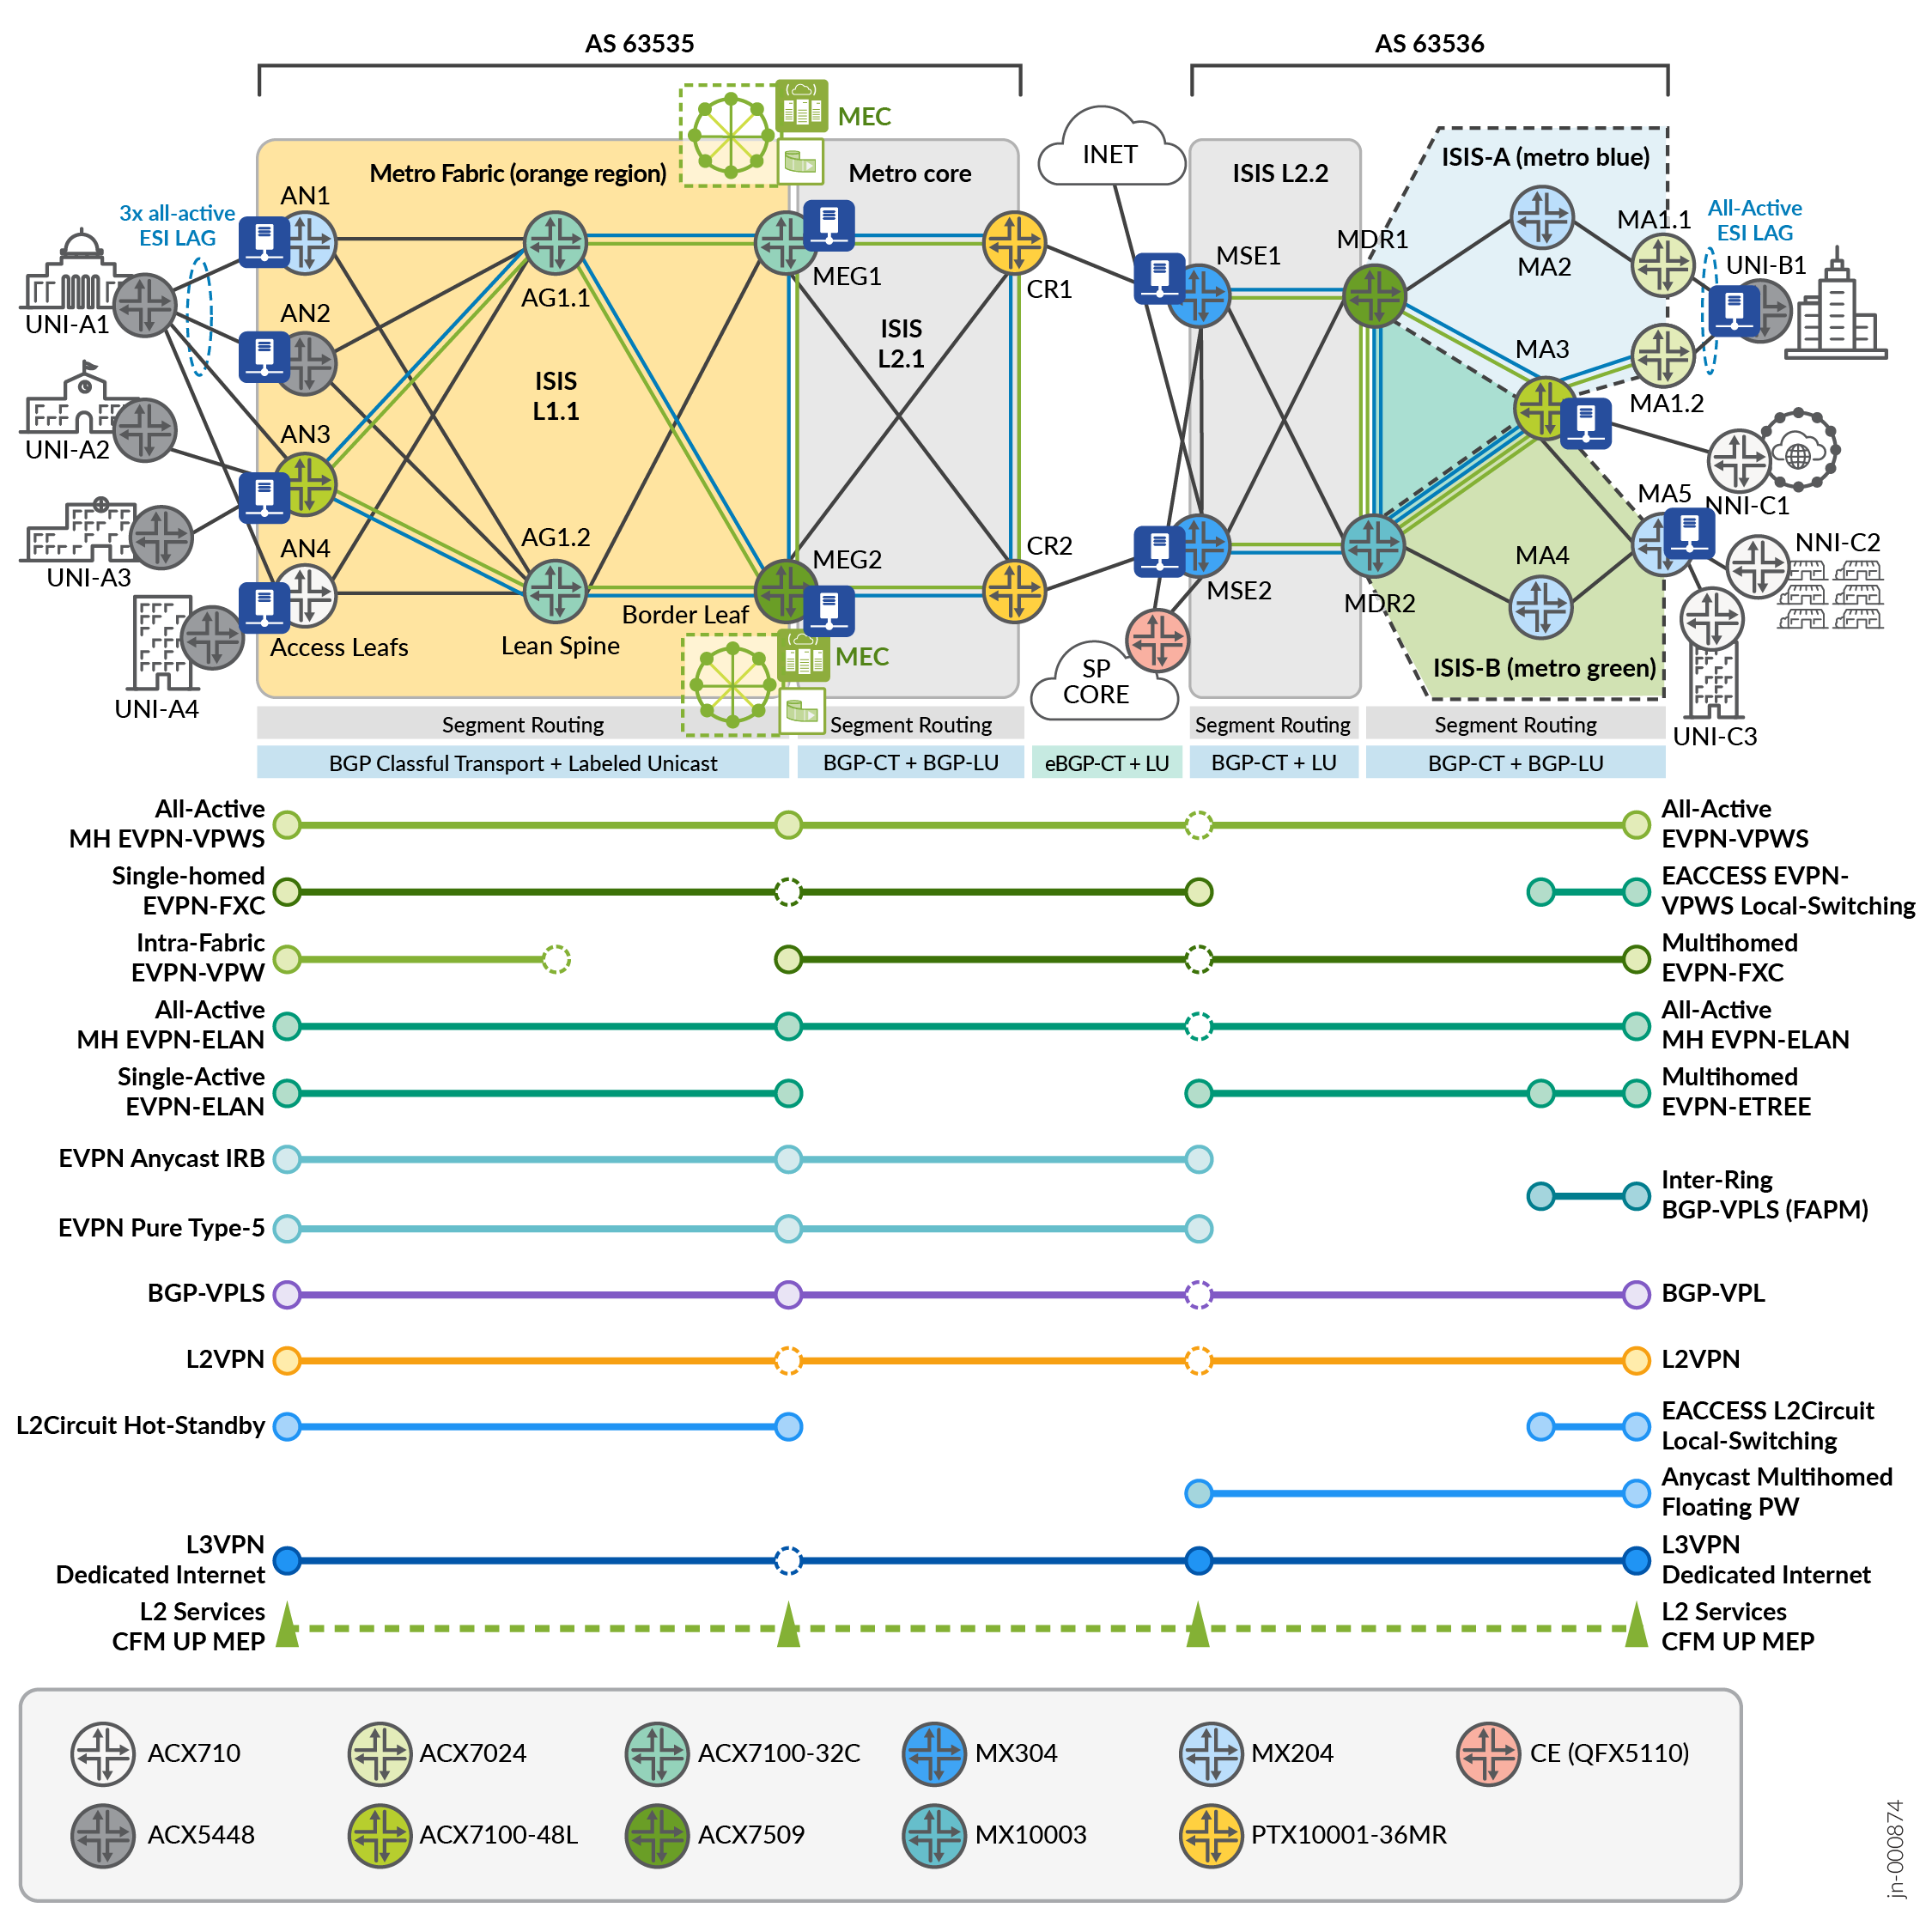 AS 63535
AS 63536
MEC
INET
Metro Fabric (orange region)
Metro core
ISIS L2.2
ISIS-A (metro blue)
3x all-active
ESI LAG
AN1
MA1.1
All-Active
ESI LAG
MDR1
MSE1
MA2
UNI-B1
MEG1
CR1
AG1.1
AN2
UNI-A1
ISIS
L2.1
MA3
ISIS
L1.1
MA1.2
AN3
UNI-A2
MA5
NNI-C1
AG1.2
CR2
NNI-C2
AN4
MEG2
MA4
UNI-A3
MSE2
MDR2
Border Leaf
Access Leafs
Lean Spine
MEC
SP
CORE
ISIS-B (metro green)
UNI-A4
UNI-C3
Segment Routing
Segment Routing
Segment Routing
Segment Routing
BGP Classful Transport + Labeled Unicast
BGP-CT + BGP-LU
eBGP-CT + LU
BGP-CT + LU
BGP-CT + BGP-LU
All-Active
MH EVPN-VPWS
All-Active
EVPN-VPWS
Single-homed
EVPN-FXC
EACCESS EVPN-
VPWS Local-Switching
Intra-Fabric
EVPN-VPW
Multihomed
EVPN-FXC
All-Active
MH EVPN-ELAN
All-Active
MH EVPN-ELAN
Single-Active
EVPN-ELAN
Multihomed
EVPN-ETREE
EVPN Anycast IRB
Inter-Ring
BGP-VPLS (FAPM)
EVPN Pure Type-5
BGP-VPLS
BGP-VPL
L2VPN
L2VPN
L2Circuit Hot-Standby
EACCESS L2Circuit
Local-Switching
Anycast Multihomed
Floating PW
L3VPN
Dedicated Internet
L3VPN
Dedicated Internet
L2 Services
CFM UP MEP
L2 Services
CFM UP MEP
ACX710
ACX7024
ACX7100-32C
MX304
MX204
CE (QFX5110)
ACX5448
ACX7100-48L
ACX7509
MX10003
PTX10001-36MR
jn-000874